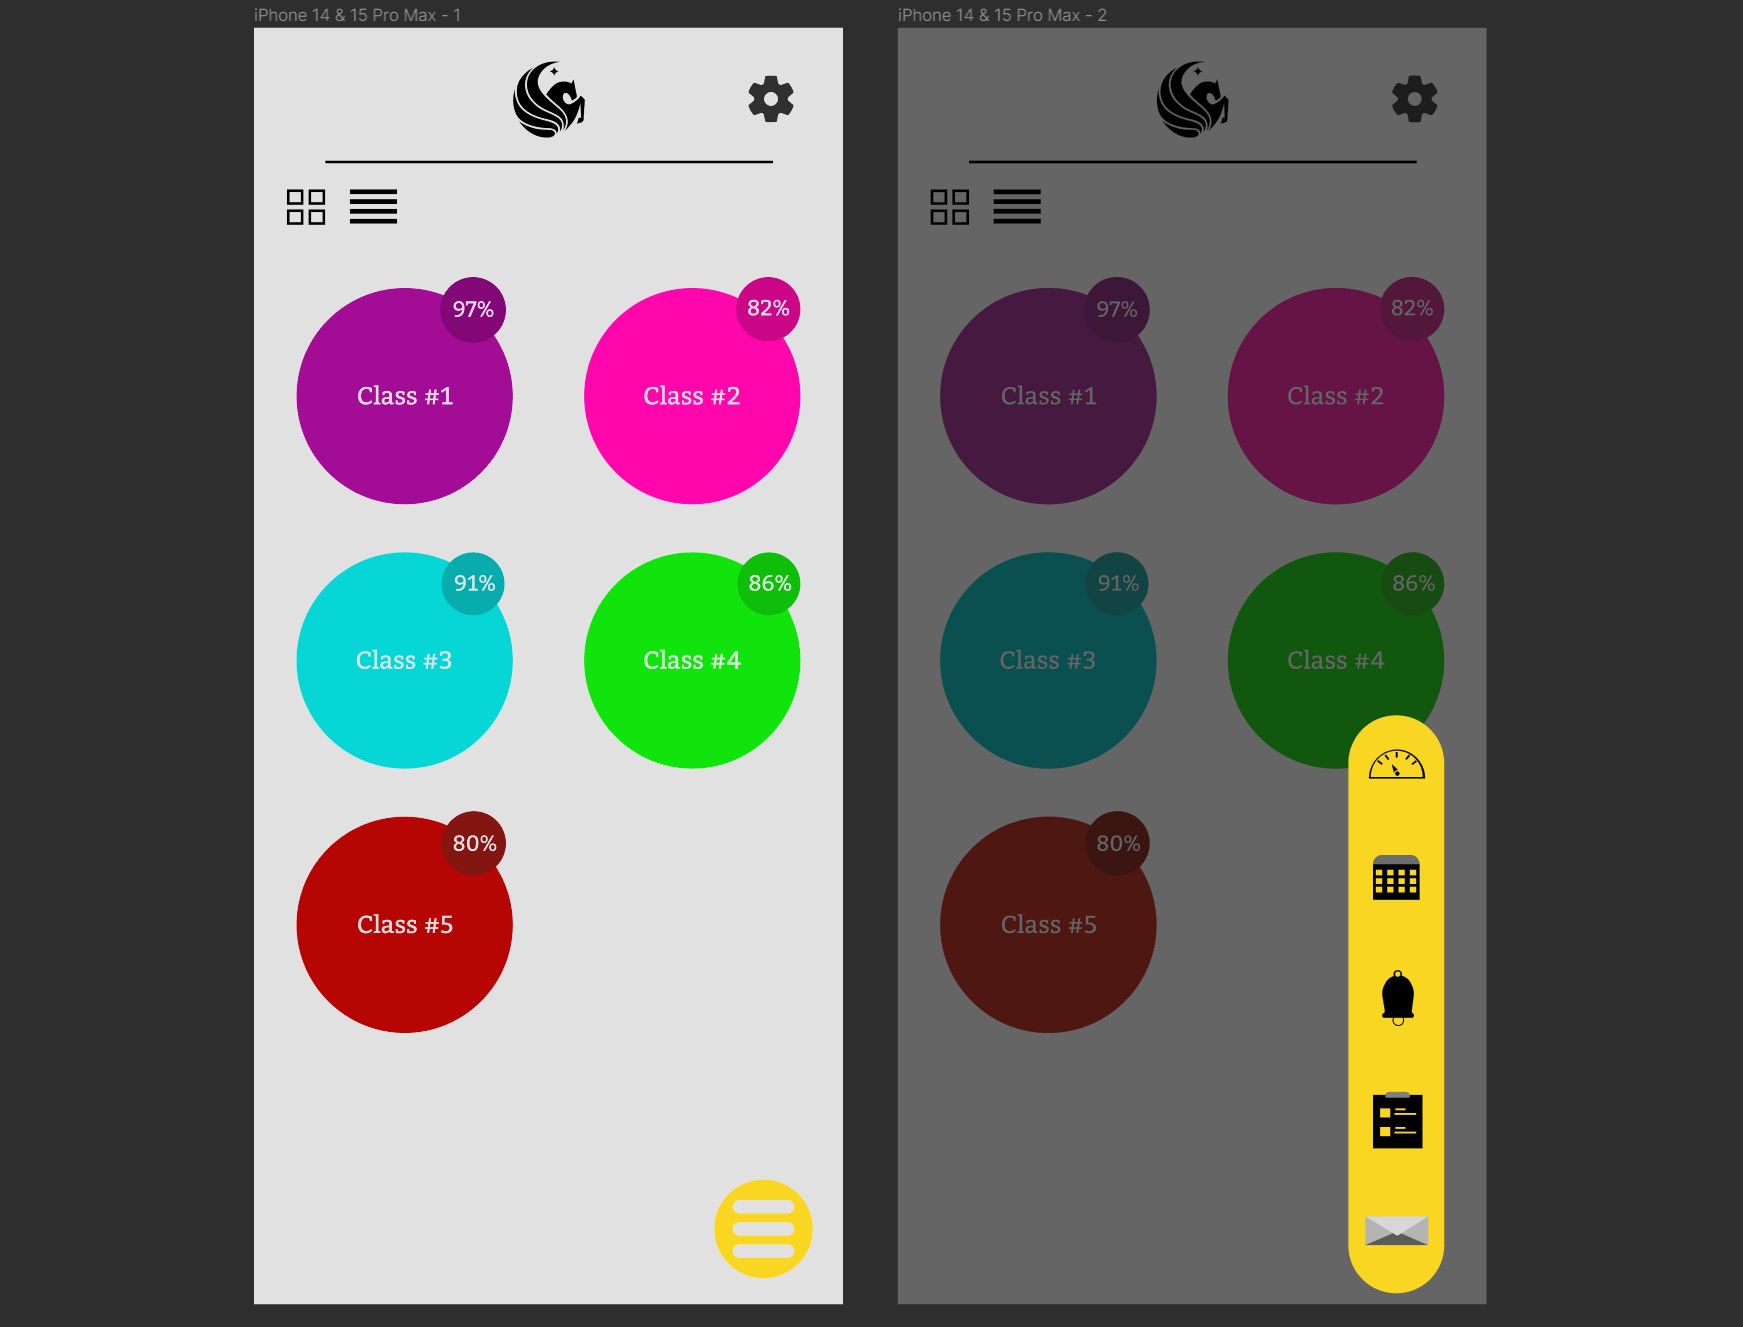 iPhone 14 & 15 Pro Max - 1
97%
82%
Class #1
Class #2
91%
86%
Class #3
Class #4
80%
Class #5
iPhone 14 & 15 Pro Max - 2
97%
82%
Class #1
Class #2
91%
86%
Class #3
Class #4
80%
Class #5